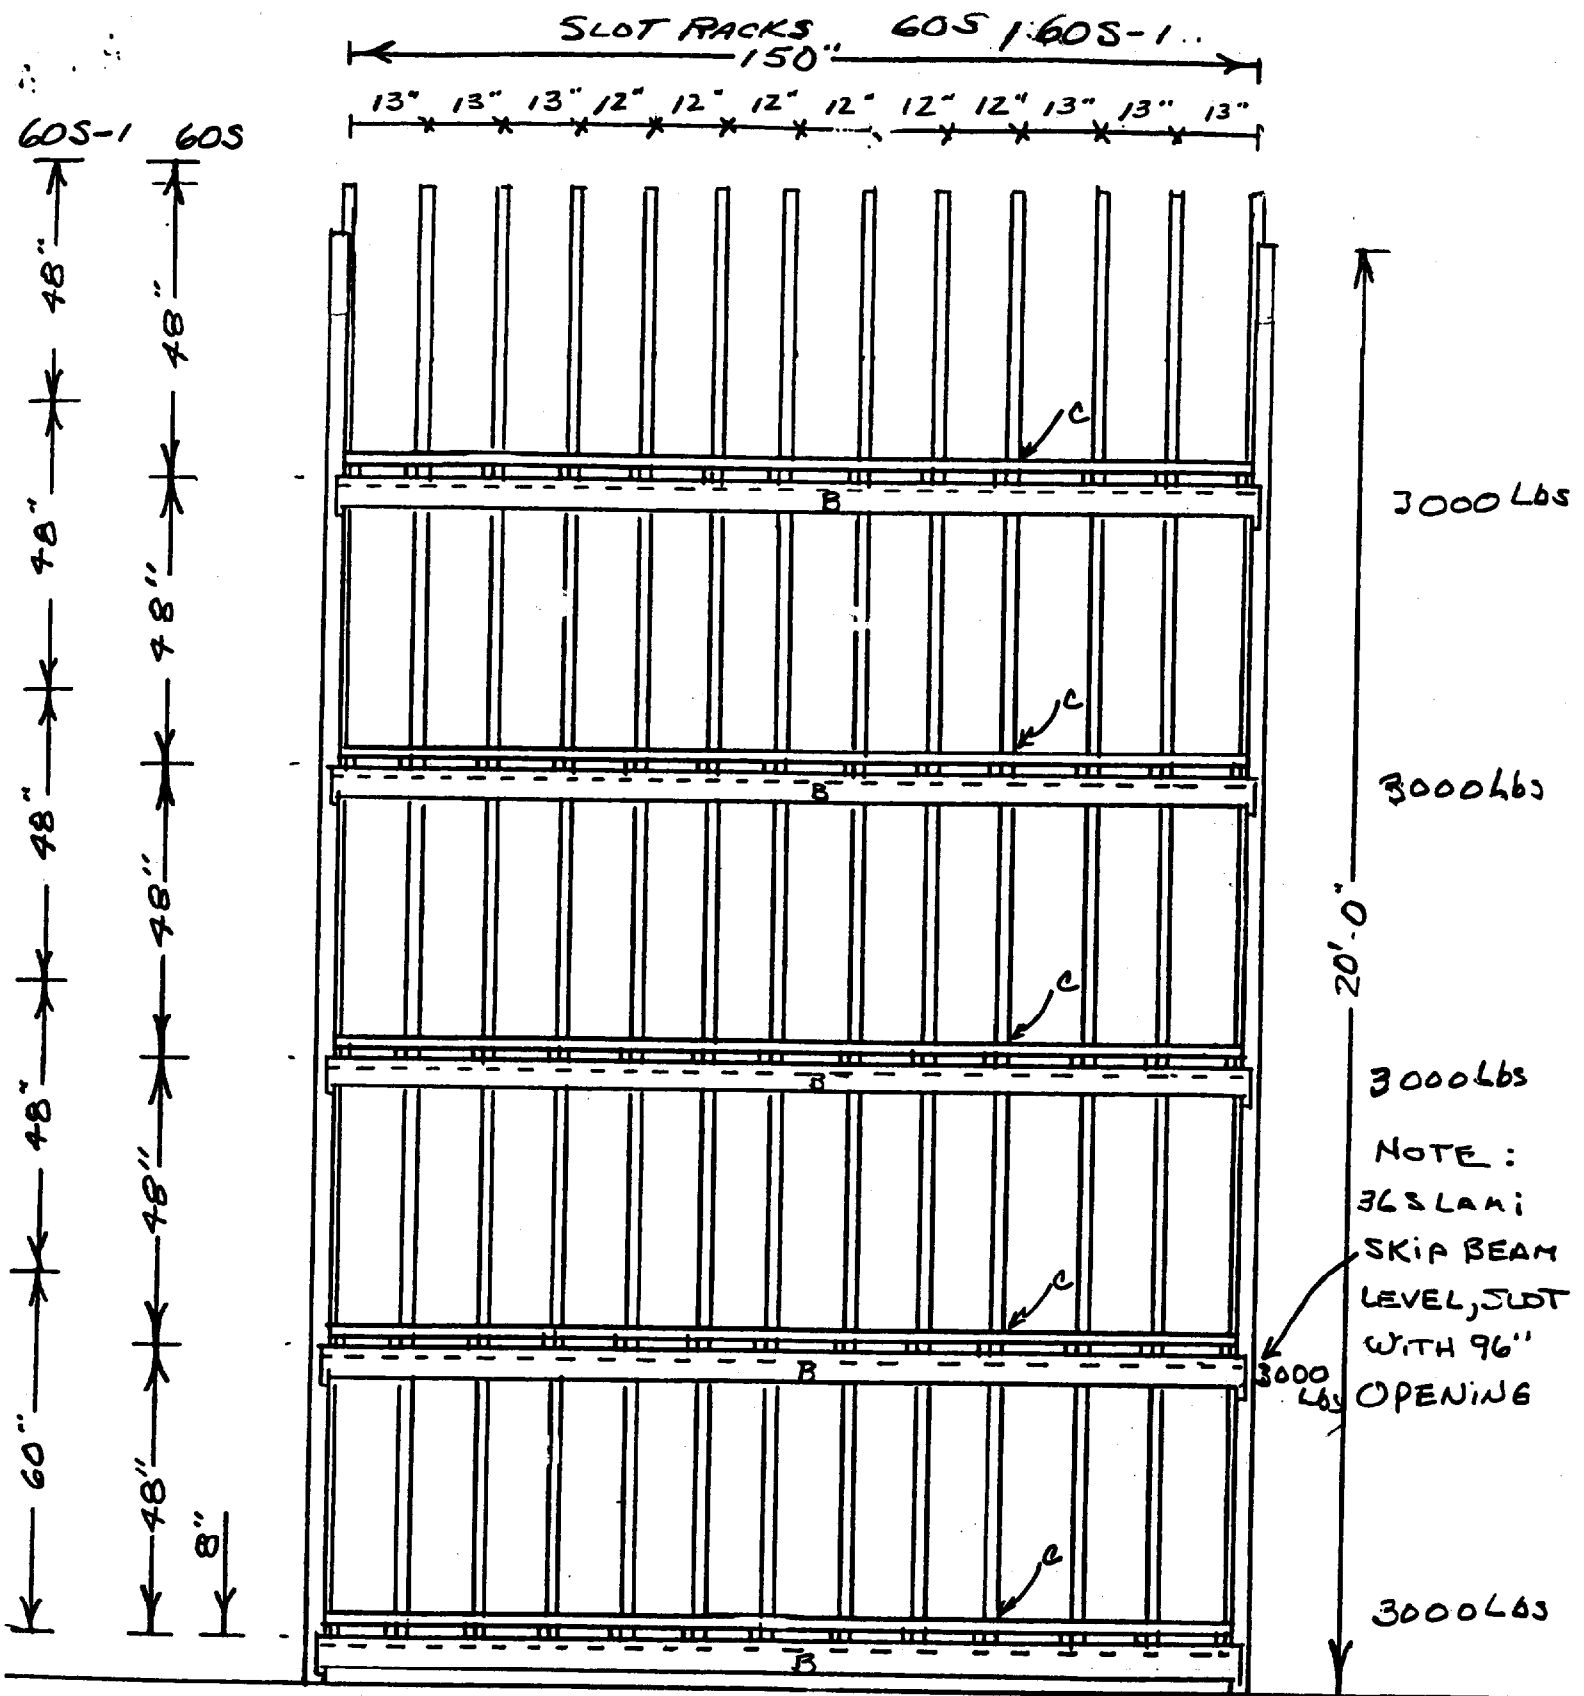 SLOT RACKS 60S / 60S-1
150"
13" 13" 13" 12" 12" 12" 12" 12" 12" 13" 13" 13"
60S-1 60S
48"
48"
C
B
3000 Lbs
48"
48"
C
B
3000 Lbs
48"
48"
20'-0"
C
B
3000 Lbs
48"
48"
NOTE:
SKIP BEAM
LEVEL, SLOT
WITH 96"
OPENING
C
B
3000
Lbs
60"
48"
8"
C
B
3000 Lbs